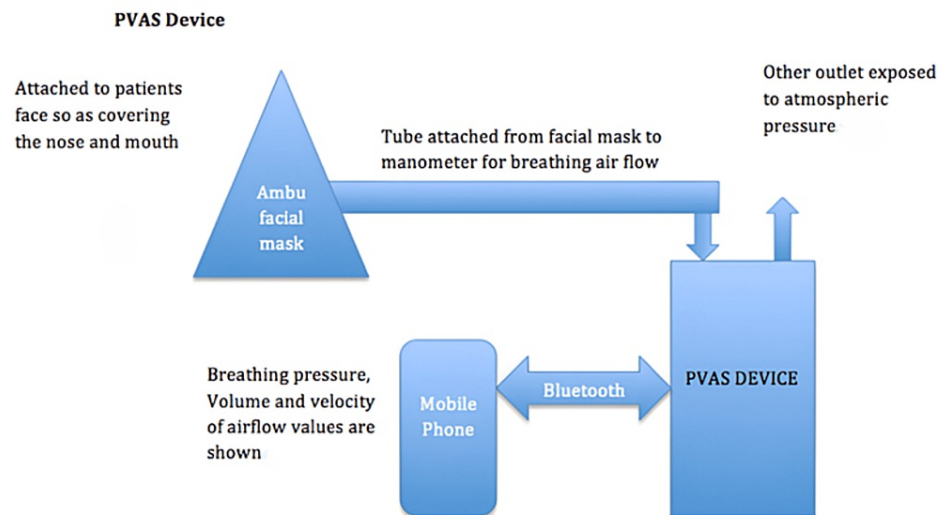 PVAS Device
Attached to patients
face so as covering
the nose and mouth
Other outlet exposed
to atmospheric
pressure
Tube attached from facial mask to
manometer for breathing air flow
Ambu
facial
mask
Breathing pressure,
Volume and velocity
of airflow values are
shown
Mobile
Phone
Bluetooth
PVAS DEVICE